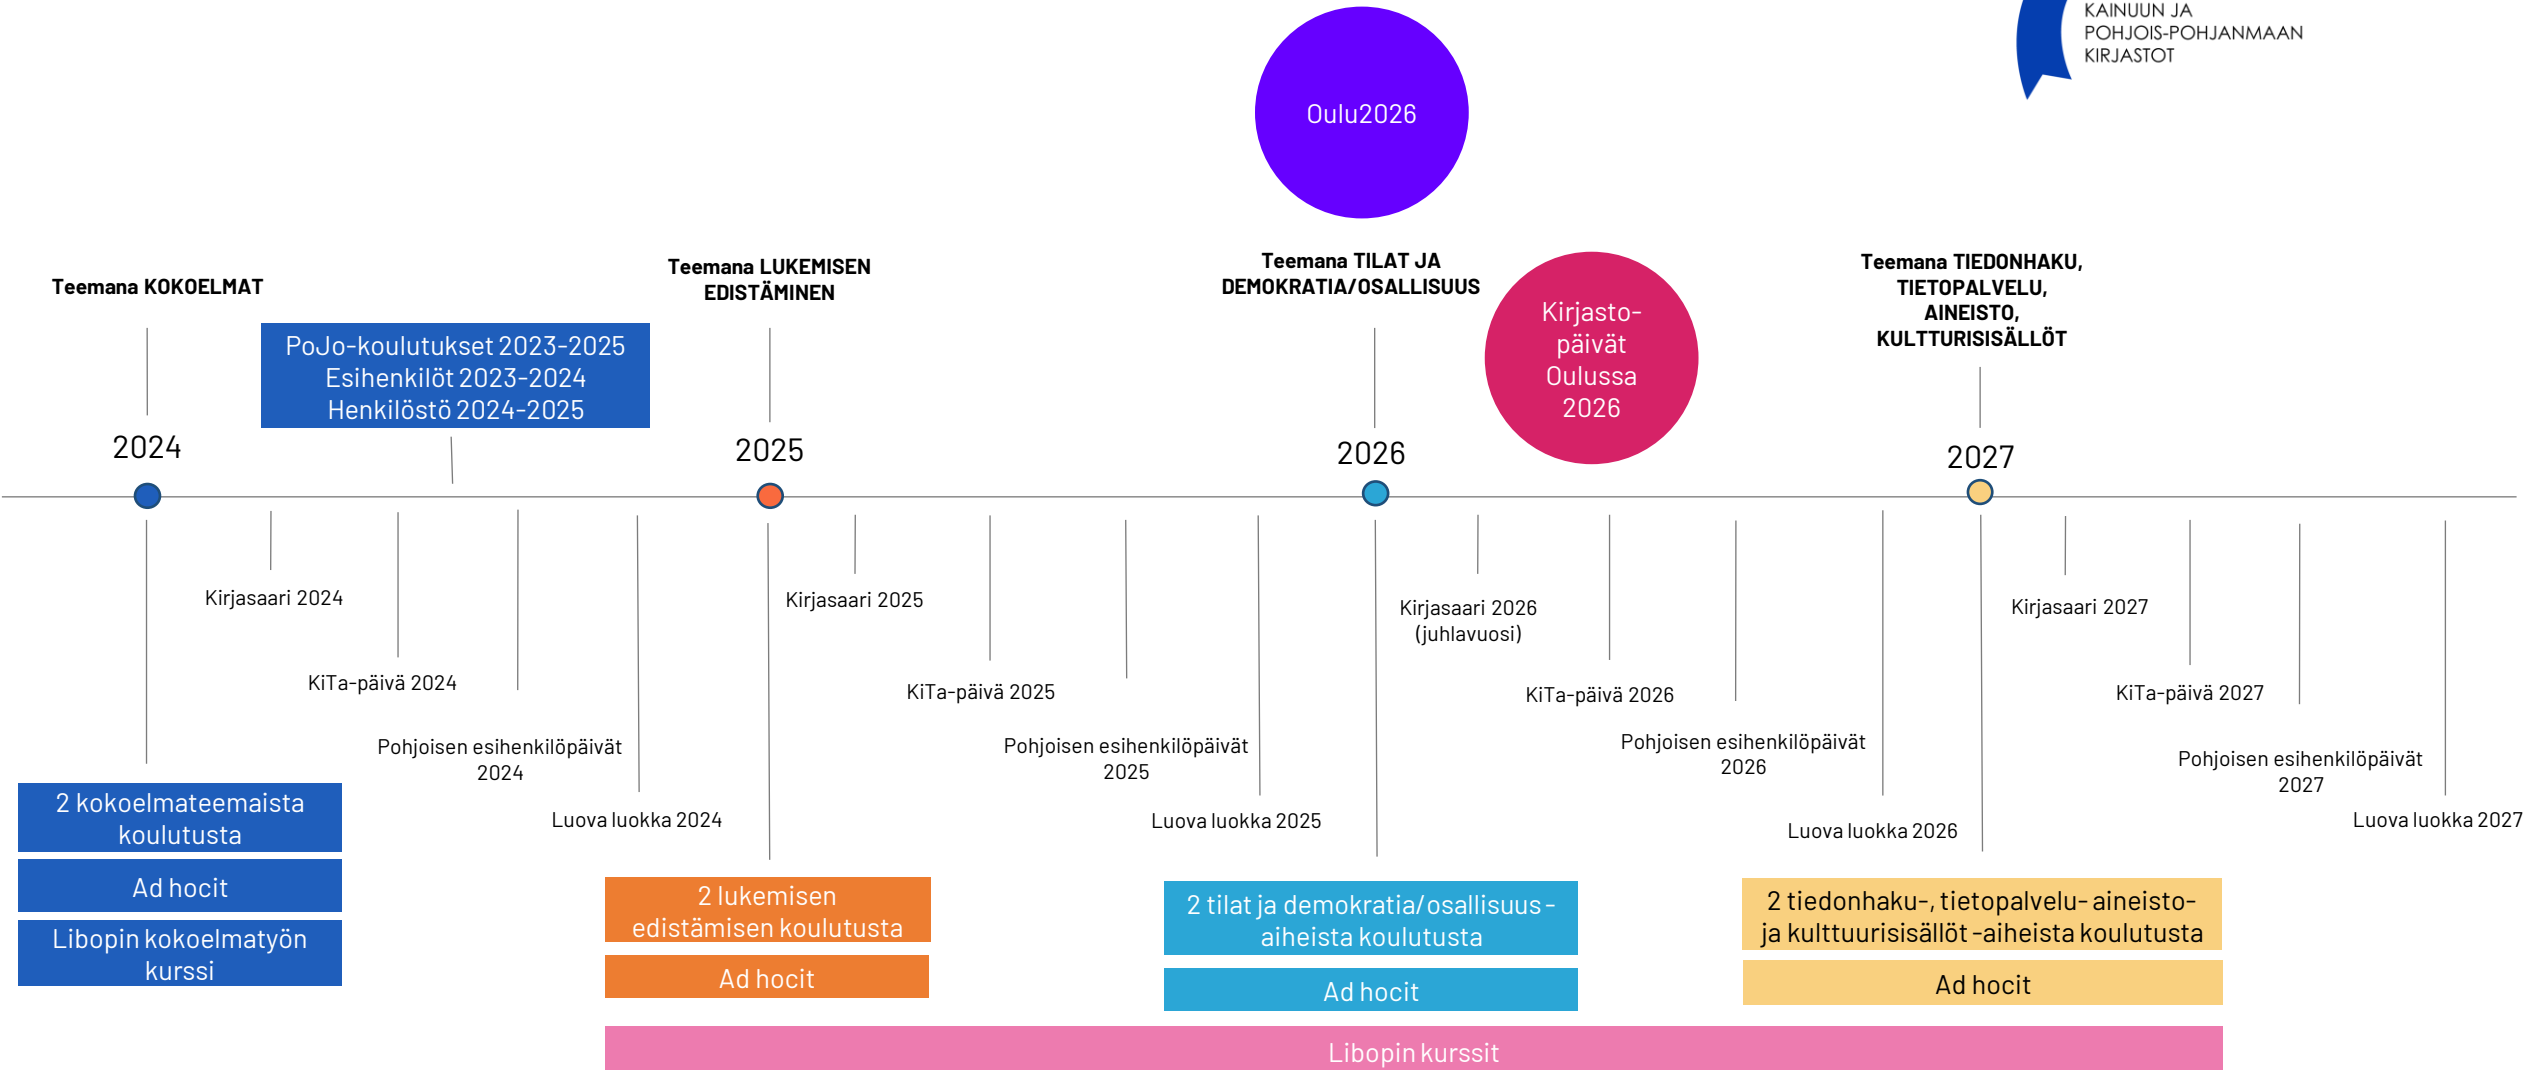 KAINUUN JA
POHJOIS-POHJANMAAN
KIRJASTOT
Oulu2026
Teemana KOKOELMAT
Teemana LUKEMISEN
EDISTÄMINEN
Teemana TILAT JA
DEMOKRATIA/OSALLISUUS
Teemana TIEDONHAKU,
TIETOPALVELU,
AINEISTO,
KULTTURISISÄLLÖT
PoJo-koulutukset 2023-2025
Esihenkilöt 2023-2024
Henkilöstö 2024-2025
Kirjasto-
päivät
Oulussa
2026
2024
2025
2026
2027
Kirjasaari 2024
KiTa-päivä 2024
Pohjoisen esihenkilöpäivät
2024
Luova luokka 2024
Kirjasaari 2025
KiTa-päivä 2025
Pohjoisen esihenkilöpäivät
2025
Luova luokka 2025
Kirjasaari 2026
(juhlavuosi)
KiTa-päivä 2026
Pohjoisen esihenkilöpäivät
2026
Luova luokka 2026
Kirjasaari 2027
KiTa-päivä 2027
Pohjoisen esihenkilöpäivät
2027
Luova luokka 2027
2 kokoelmateemaista
koulutusta
Ad hocit
Libopin kokoelmatyön
kurssi
2 lukemisen
edistämisen koulutusta
Ad hocit
2 tilat ja demokratia/osallisuus -
aiheista koulutusta
Ad hocit
2 tiedonhaku-, tietopalvelu- aineisto-
ja kulttuurisisällöt -aiheista koulutusta
Ad hocit
Libopin kurssit